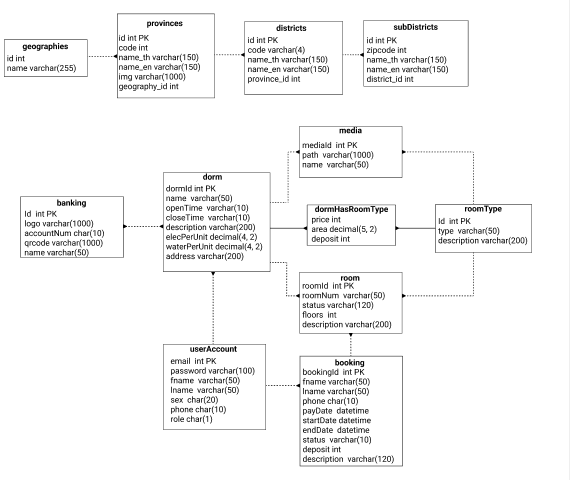 geographies
id int
name varchar(255)
provinces
id int PK
code int
name_th varchar(150)
name_en varchar(150)
img varchar(1000)
geography_id int
districts
id int PK
code varchar(4)
name_th varchar(150)
name_en varchar(150)
province_id int
subDistricts
id int PK
zipcode int
name_th varchar(150)
name_en varchar(150)
district_id int
media
mediaId int PK
path varchar(1000)
name varchar(50)
banking
Id int PK
logo varchar(1000)
accountNum char(10)
qrcode varchar(1000)
name varchar(50)
dorm
dormId int PK
name varchar(50)
openTime varchar(10)
closeTime varchar(10)
description varchar(200)
elecPerUnit decimal(4, 2)
waterPerUnit decimal(4, 2)
address varchar(200)
dormHasRoomType
price int
area decimal(5, 2)
deposit int
roomType
Id int PK
type varchar(50)
description varchar(200)
room
roomId int PK
roomNum varchar(50)
status varchar(120)
floors int
description varchar(200)
userAccount
email int PK
password varchar(100)
fname varchar(50)
lname varchar(50)
sex char(20)
phone char(10)
role char(1)
booking
bookingId int PK
fname varchar(50)
lname varchar(50)
phone char(10)
payDate datetime
startDate datetime
endDate datetime
status varchar(10)
deposit int
description varchar(120)